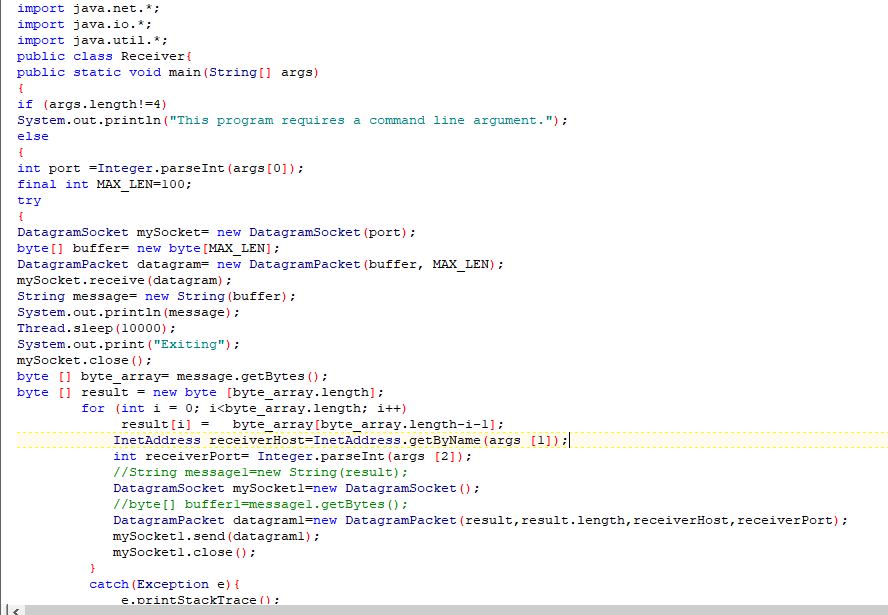 import java.net.*;
import java.io.*;
import java.util.*;
public class Receiver{
public static void main(String[] args)
{
if (args.length!=4)
System.out.println("This program requires a command line argument.");
else
{
int port =Integer.parseInt(args[0]);
final int MAX_LEN=100;
try
{
DatagramSocket mySocket= new DatagramSocket(port);
byte[] buffer= new byte[MAX_LEN];
DatagramPacket datagram= new DatagramPacket(buffer, MAX_LEN);
mySocket.receive(datagram);
String message= new String(buffer);
System.out.println(message);
Thread.sleep(10000);
System.out.print("Exiting");
mySocket.close();
byte [] byte_array= message.getBytes();
byte [] result = new byte [byte_array.length];
for (int i = 0; i<byte_array.length; i++)
result[i] =   byte_array[byte_array.length-i-1];
InetAddress receiverHost=InetAddress.getByName(args [1]);
int receiverPort= Integer.parseInt(args [2]);
//String message1=new String(result);
DatagramSocket mySocket1=new DatagramSocket();
//byte[] buffer1=message1.getBytes();
DatagramPacket datagram1=new DatagramPacket(result,result.length,receiverHost,receiverPort);
mySocket1.send(datagram1);
mySocket1.close();
}
catch(Exception e){
e.printStackTrace();